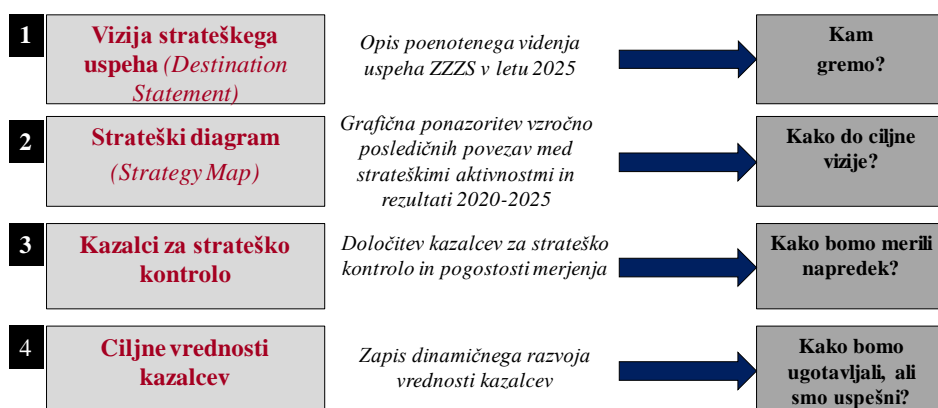 1
Vizija strateškega
uspeha (Destination
Statement)
Opis poenotenega videnja
uspeha ZZZS v letu 2025
Kam
gremo?
2
Strateški diagram
(Strategy Map)
Grafična ponazoritev vzročno
posledičnih povezav med
strateškimi aktivnostmi in
rezultati 2020-2025
Kako do ciljne
vizije?
3
Kazalci za strateško
kontrolo
Določitev kazalcev za strateško
kontrolo in pogostosti merjenja
Kako bomo merili
napredek?
4
Ciljne vrednosti
kazalcev
Zapis dinamičnega razvoja
vrednosti kazalcev
Kako bomo
ugotavljali, ali
smo uspešni?